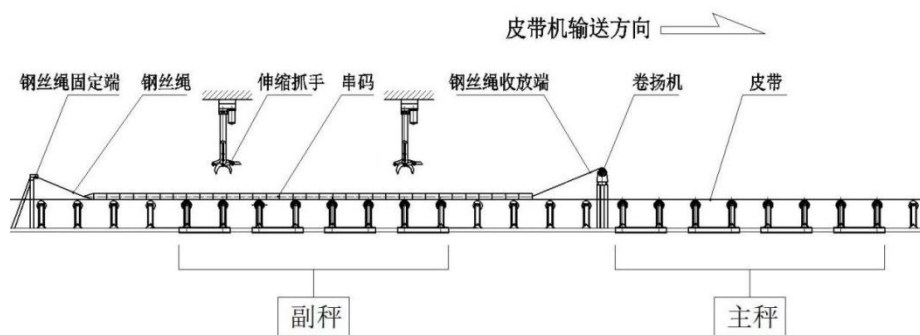 皮带机输送方向
钢丝绳固定端
钢丝绳
伸缩抓手
串码
钢丝绳收放端
卷扬机
皮带
副秤
主秤